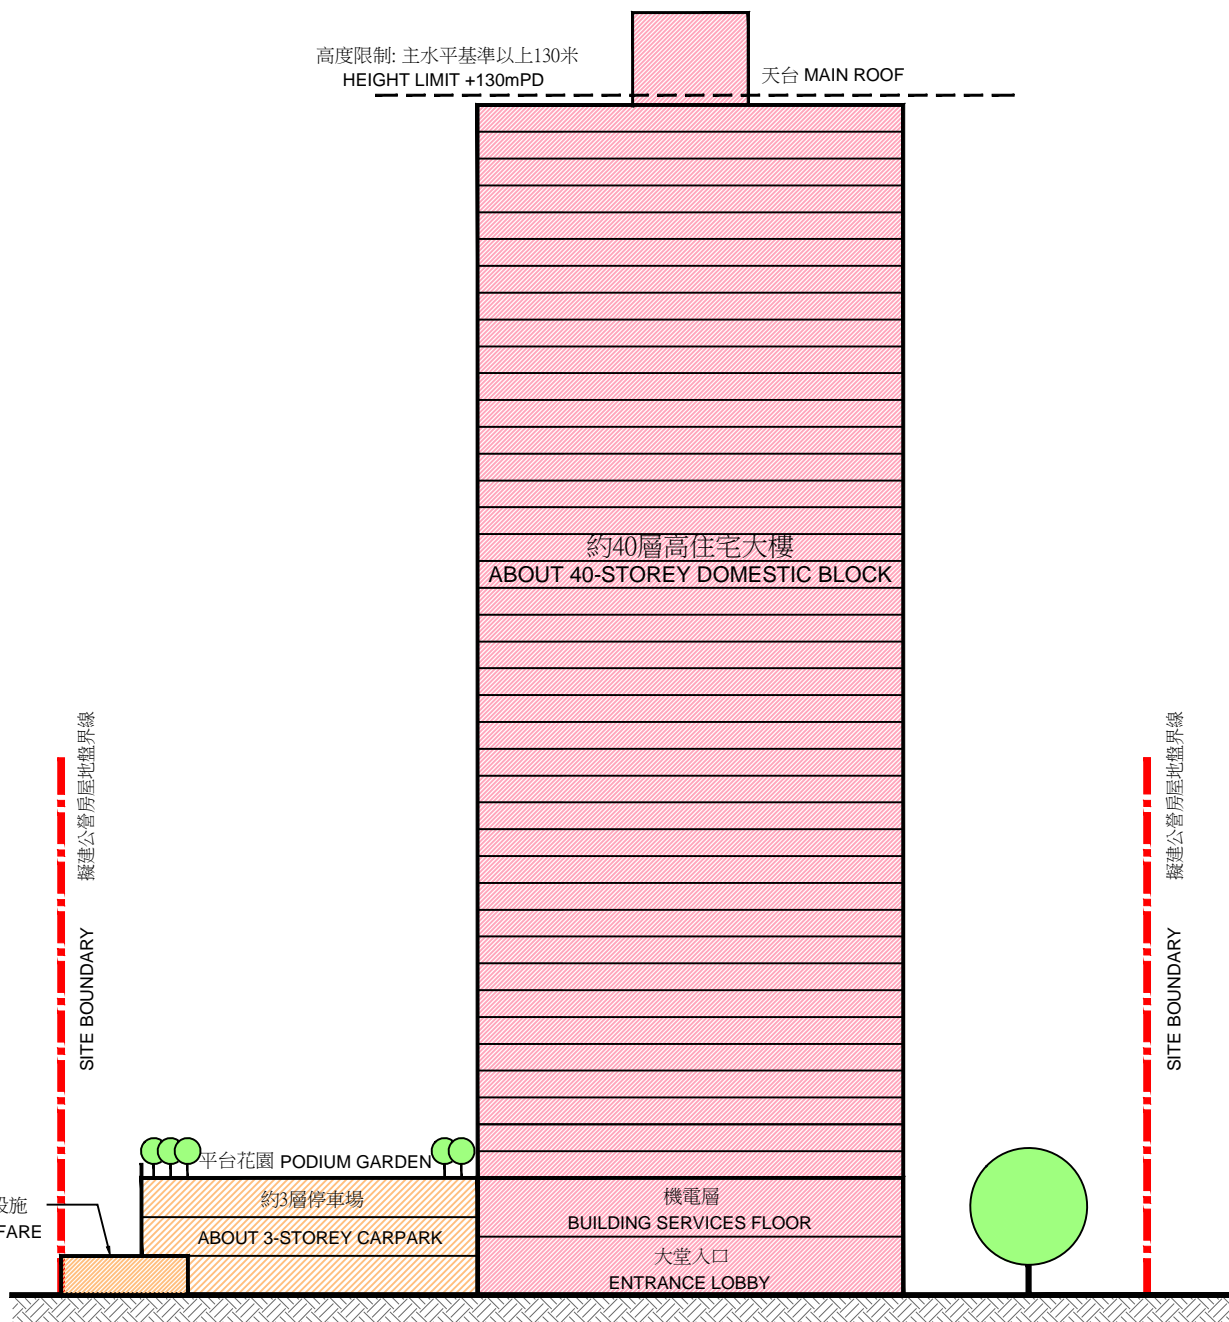 高度限制: 主水平基準以上130米
HEIGHT LIMIT +130mPD
天台 MAIN ROOF
約40層高住宅大樓
ABOUT 40-STOREY DOMESTIC BLOCK
擬建公營房屋地盤界線
SITE BOUNDARY
擬建公營房屋地盤界線
SITE BOUNDARY
平台花園 PODIUM GARDEN
約3層停車場
ABOUT 3-STOREY CARPARK
機電層
BUILDING SERVICES FLOOR
大堂入口
ENTRANCE LOBBY
施
FARE